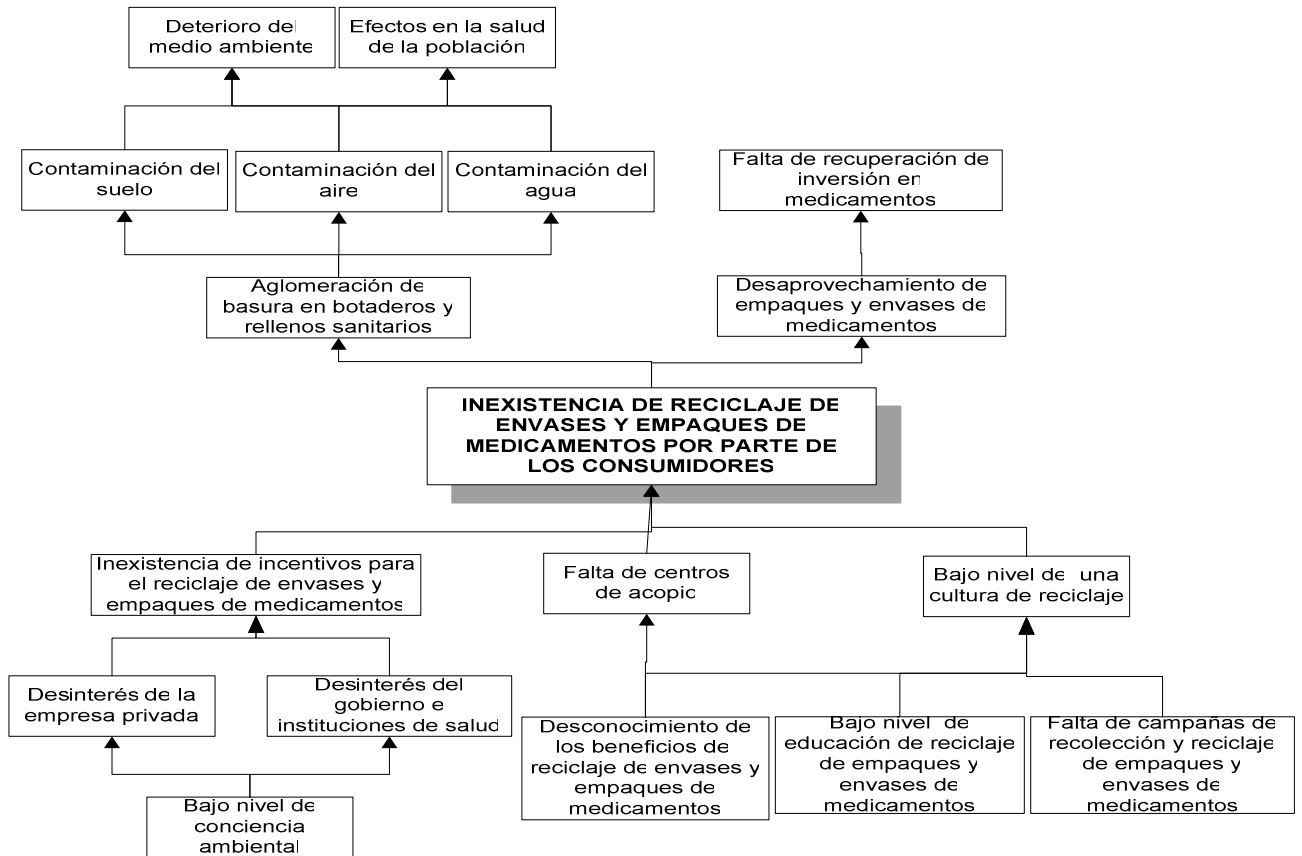 Deterioro del
medio ambiente
Efectos en la salud
de la población
Contaminación del
suelo
Contaminación del
aire
Contaminación del
agua
Falta de recuperación de
inversión en
medicamentos
Aglomeración de
basura en botaderos y
rellenos sanitarios
Desaprovechamiento de
empaques y envases de
medicamentos
INEXISTENCIA DE RECICLAJE DE
ENVASES Y EMPAQUES DE
MEDICAMENTOS POR PARTE DE
LOS CONSUMIDORES
Inexistencia de incentivos para
el reciclaje de envases y
empaques de medicamentos
Falta de centros
de acopio
Bajo nivel de una
cultura de reciclaje
Desinterés de la
empresa privada
Desinterés del
gobierno e
instituciones de salud
Desconocimiento de
los beneficios de
reciclaje de envases y
empaques de
medicamentos
Bajo nivel de
educación de reciclaje
de empaques y
envases de
medicamentos
Falta de campañas de
recolección y reciclaje
de empaques y
envases de
medicamentos
Bajo nivel de
conciencia
ambiental